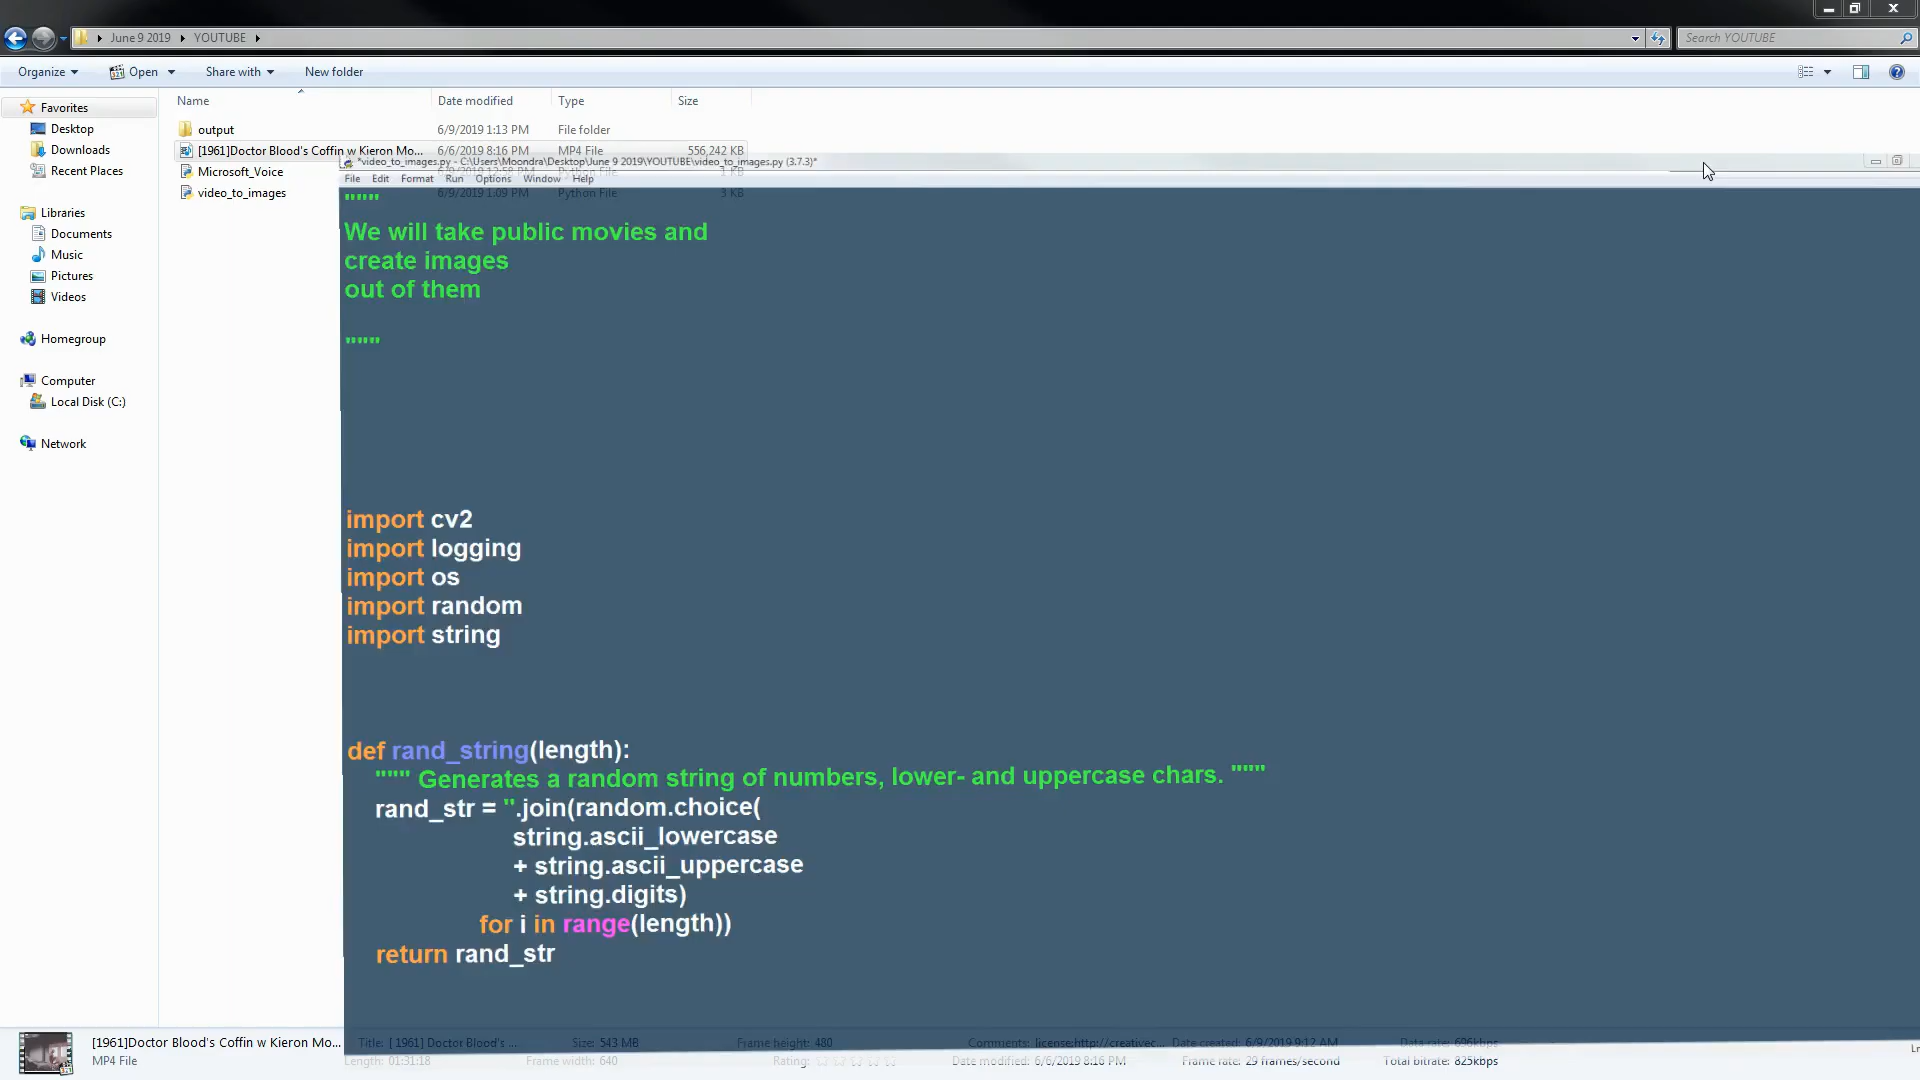 June 9 2019 YOUTUBE
Search YOUTUBE
Organize Open Share with New folder
Name Date modified Type Size
Favorites
Desktop
Downloads
Recent Places
Libraries
Documents
Music
Pictures
Videos
Homegroup
Computer
Local Disk (C:)
Network
output 6/9/2019 1:13 PM File folder
[1961]Doctor Blood's Coffin w Kieron Mo... 6/6/2019 8:16 PM MP4 File 556,242 KB
Microsoft_Voice 6/9/2019 12:58 PM Python File 1 KB
video_to_images 6/9/2019 1:09 PM Python File 3 KB
*video_to_images.py - C:\Users\Moondra\Desktop\June 9 2019\YOUTUBE\video_to_images.py (3.7.3)*
File Edit Format Run Options Window Help
"""
We will take public movies and
create images
out of them
"""
import cv2
import logging
import os
import random
import string
def rand_string(length):
""" Generates a random string of numbers, lower- and uppercase chars. """
rand_str = ''.join(random.choice(
string.ascii_lowercase
+ string.ascii_uppercase
+ string.digits)
for i in range(length))
return rand_str
[1961]Doctor Blood's Coffin w Kieron Mo... Title: [ 1961] Doctor Blood's ... Size: 543 MB Frame height: 480 Comments: license:http://creativec... Date created: 6/9/2019 9:12 AM Data rate: 696kbps
MP4 File Length: 01:31:18 Frame width: 640 Rating: Date modified: 6/6/2019 8:16 PM Frame rate: 29 frames/second Total bitrate: 825kbps